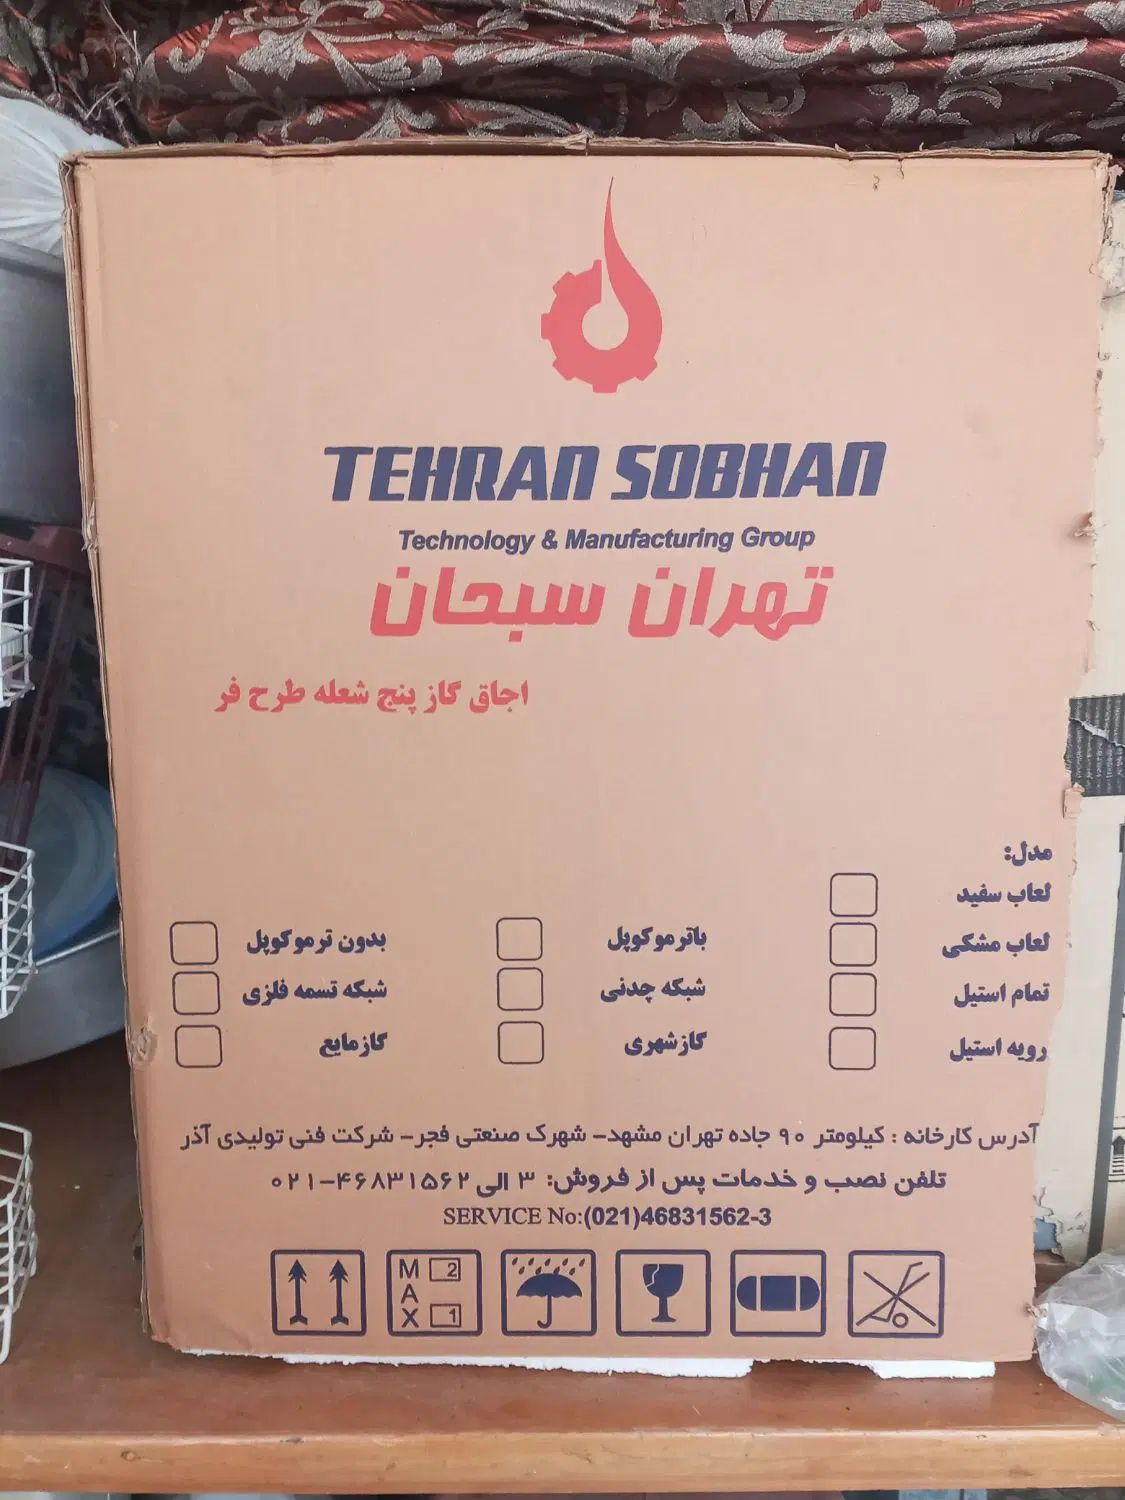 TEHRAN SOBHAN
Technology & Manufacturing Group
تهران سبحان
اجاق گاز پنج شعله طرح فر
مدل:
لعاب سفید
لعاب مشکی باترموکوپل بدون ترموکوپل
تمام استیل شبکه چدنی شبکه تسمه فلزی
رویه استیل گازشهری گازمایع
آدرس کارخانه : کیلومتر ۹۰ جاده تهران مشهد- شهرک صنعتی فجر- شرکت فنی تولیدی آذر
تلفن نصب و خدمات پس از فروش: ۳ الی ۴۶۸۳۱۵۶۲-۰۲۱
SERVICE No:(021)46831562-3
MAX 2 1